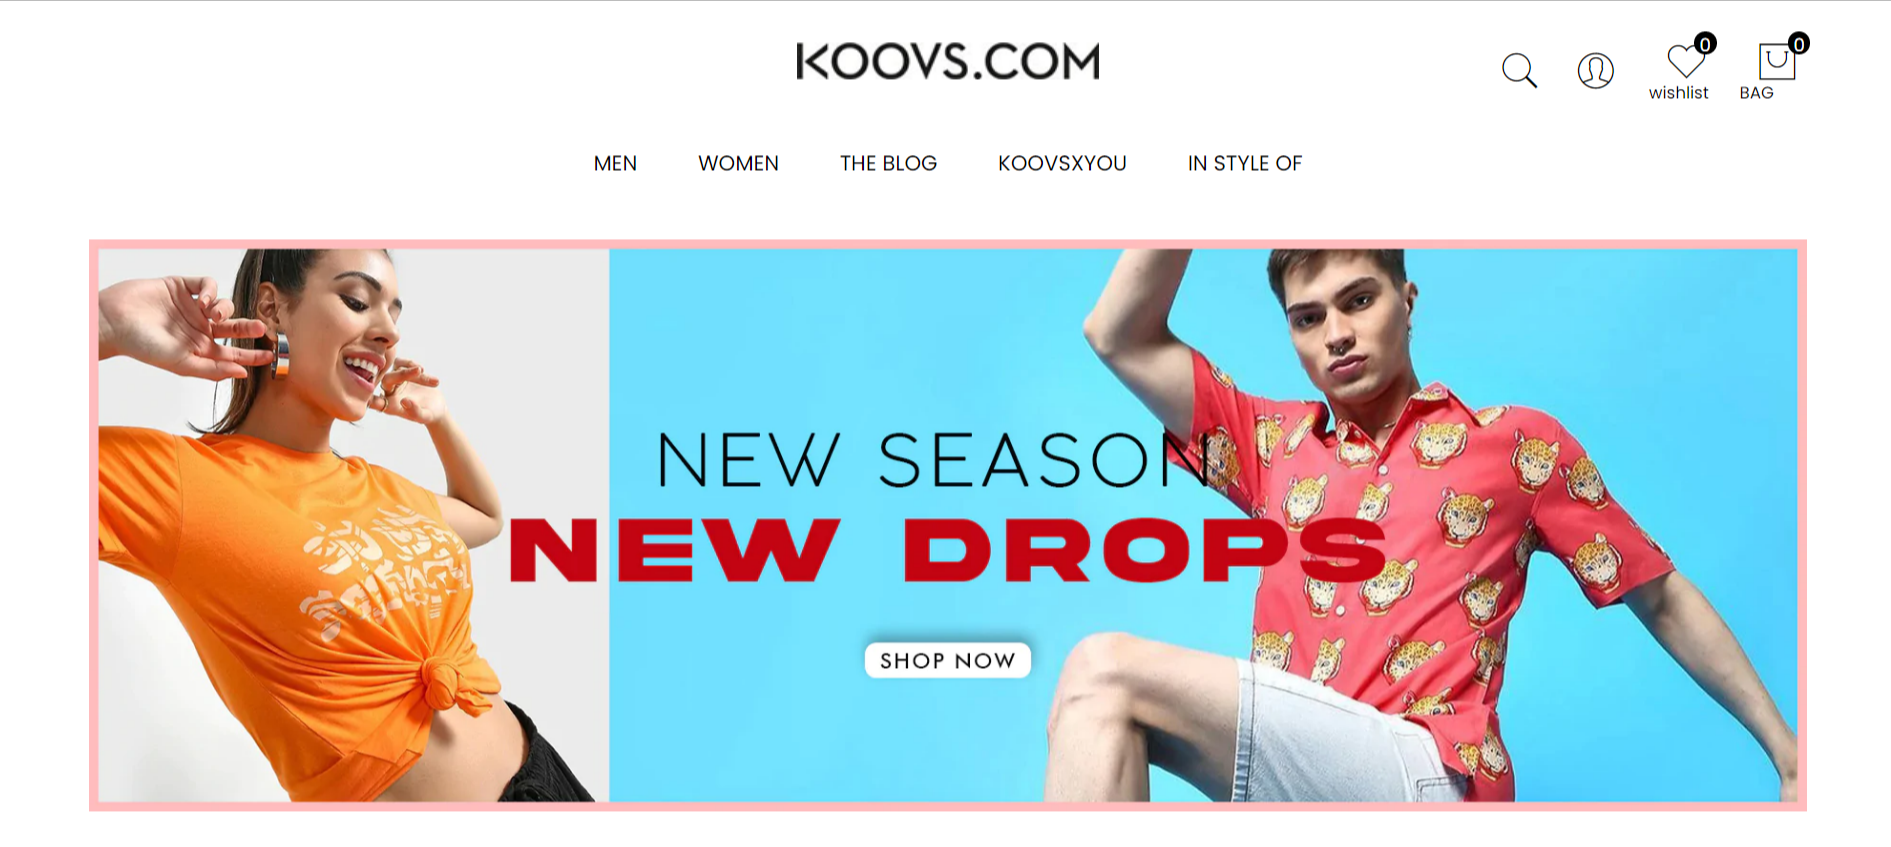 KOOVS.COM
0
0
wishlist
BAG
MEN
WOMEN
THE BLOG
KOOVSXYOU
IN STYLE OF
NEW SEASON
NEW DROPS
SHOP NOW